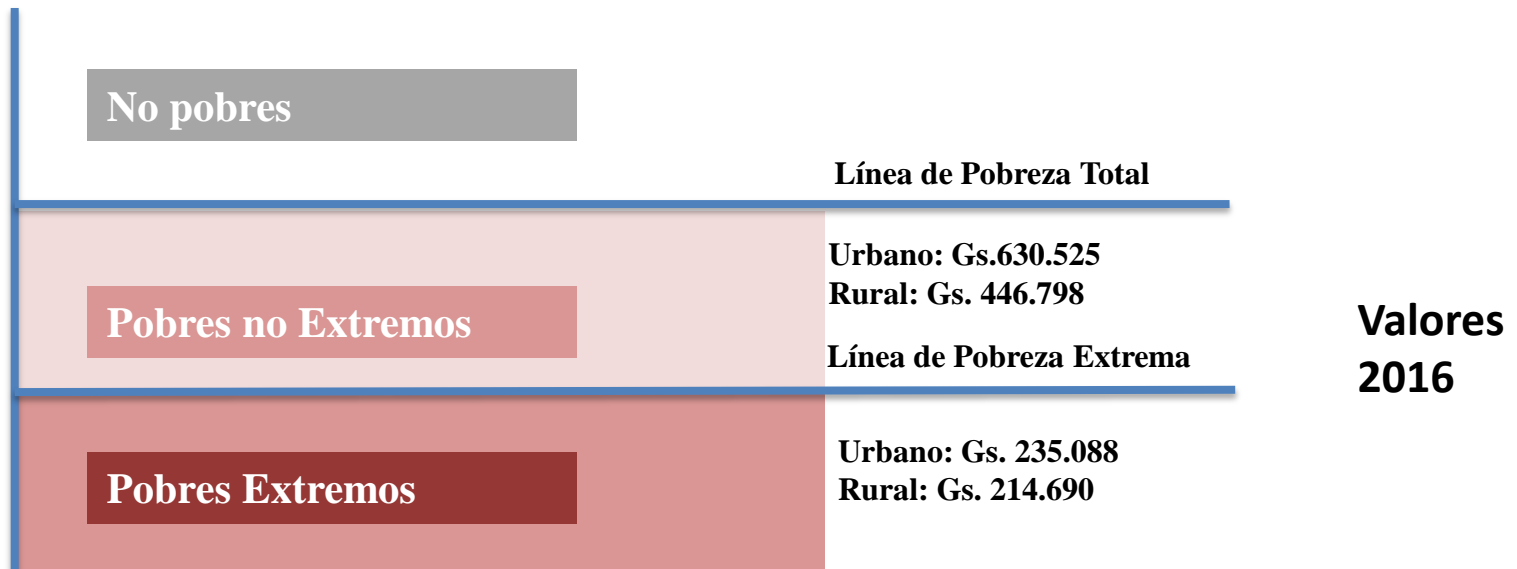 No pobres
Línea de Pobreza Total
Urbano: Gs.630.525
Rural: Gs. 446.798
Pobres no Extremos
Línea de Pobreza Extrema
Valores
2016
Urbano: Gs. 235.088
Rural: Gs. 214.690
Pobres Extremos